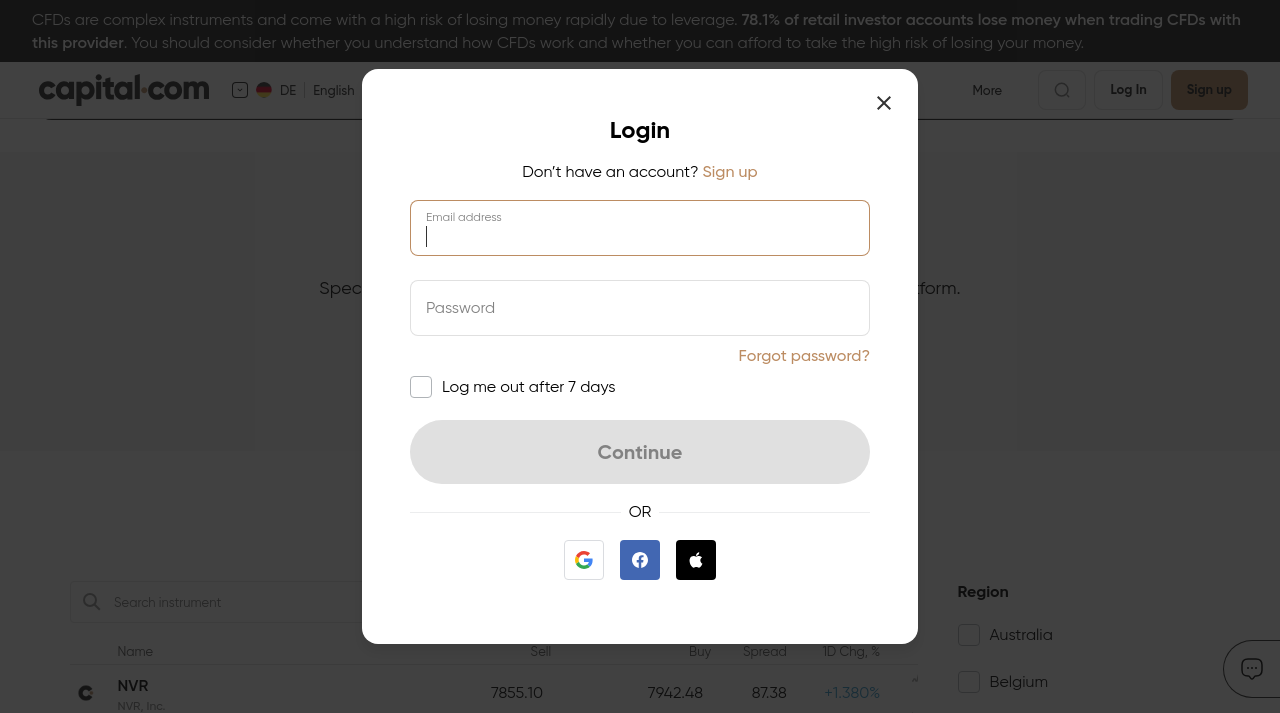 CFDs are complex instruments and come with a high risk of losing money rapidly due to leverage. 78.1% of retail investor accounts lose money when trading CFDs with
this provider. You should consider whether you understand how CFDs work and whether you can afford to take the high risk of losing your money.
capital.com DE English More Log In Sign up
Login
Don't have an account? Sign up
Email address
Password
Forgot password?
Log me out after 7 days
Continue
OR
Search instrument
Region
Australia
Belgium
Name Sell Buy Spread 1D Chg, %
NVR 7855.10 7942.48 87.38 +1.380%
NVR, Inc.